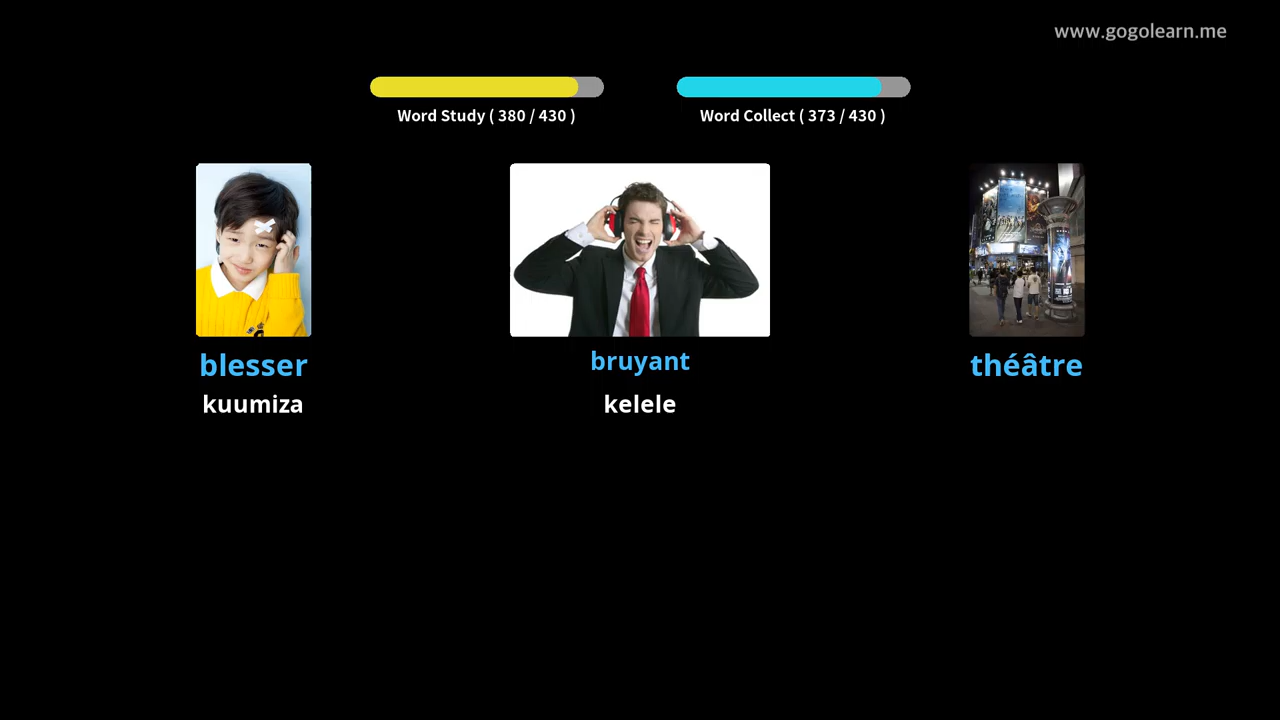 www.gogolearn.me
Word Study ( 380 / 430 )
Word Collect ( 373 / 430 )
blesser
kuumiza
bruyant
kelele
théâtre